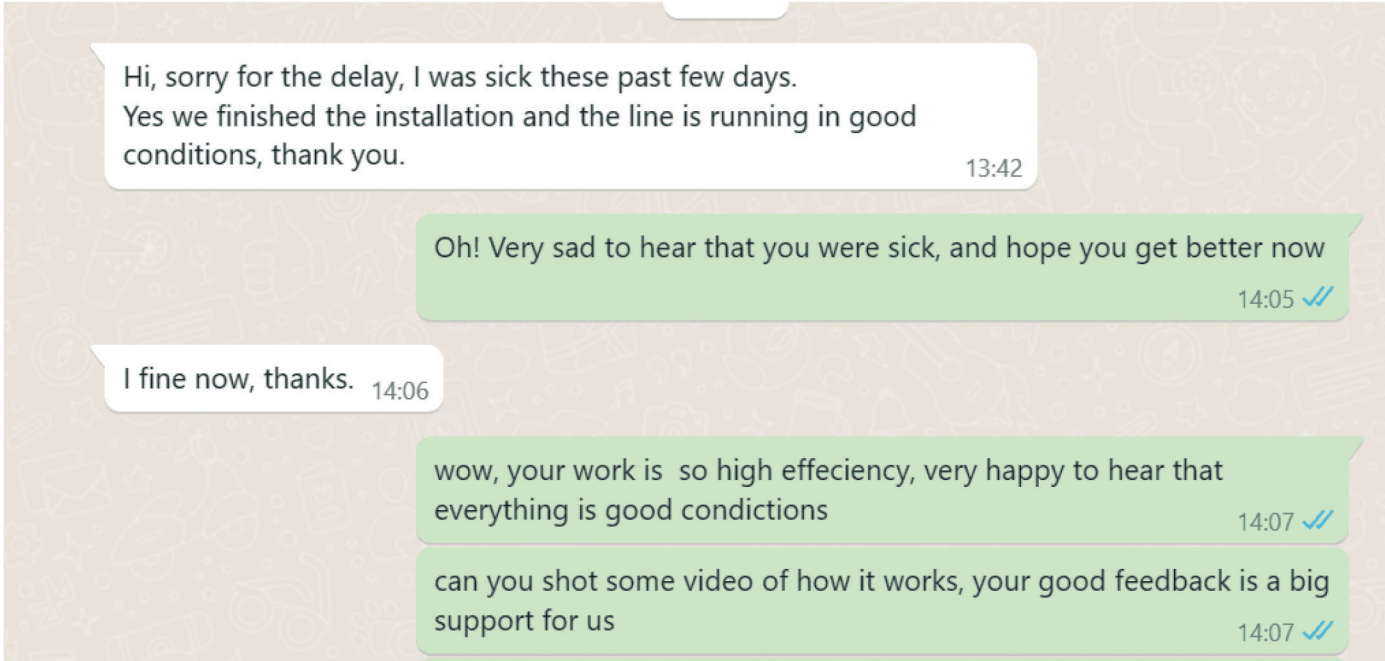 Hi, sorry for the delay, I was sick these past few days.
Yes we finished the installation and the line is running in good
conditions, thank you.
13:42
Oh! Very sad to hear that you were sick, and hope you get better now
14:05
I fine now, thanks. 14:06
wow, your work is  so high effeciency, very happy to hear that
everything is good condictions
14:07
can you shot some video of how it works, your good feedback is a big
support for us
14:07